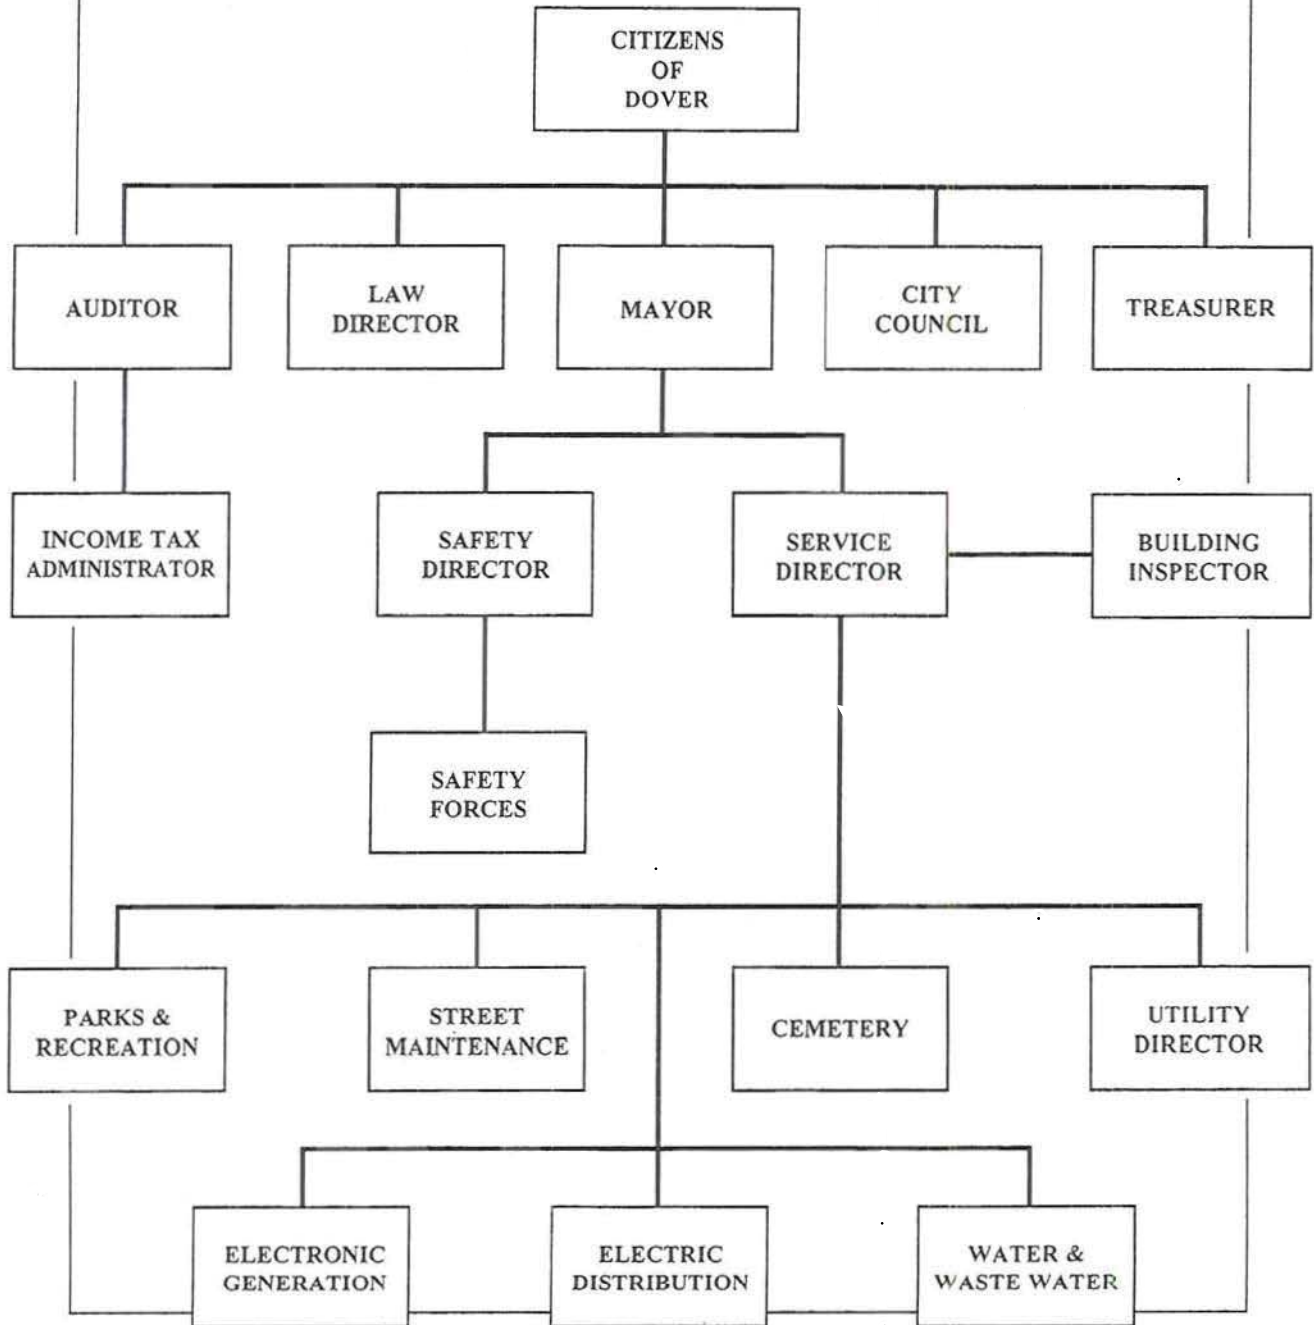 CITIZENS
OF
DOVER
AUDITOR
LAW
DIRECTOR
MAYOR
CITY
COUNCIL
TREASURER
INCOME TAX
ADMINISTRATOR
SAFETY
DIRECTOR
SERVICE
DIRECTOR
BUILDING
INSPECTOR
SAFETY
FORCES
PARKS &
RECREATION
STREET
MAINTENANCE
CEMETERY
UTILITY
DIRECTOR
ELECTRONIC
GENERATION
ELECTRIC
DISTRIBUTION
WATER &
WASTE WATER